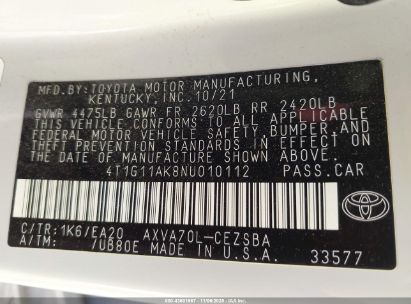 MFD.BY:TOYOTA MOTOR MANUFACTURING,
KENTUCKY,INC. 10/21
GVWR 4475LB GAWR FR 2620LB RR 2420LB
THIS VEHICLE CONFORMS TO ALL APPLICABLE
FEDERAL MOTOR VEHICLE SAFETY,BUMPER,AND
THEFT PREVENTION STANDARDS IN EFFECT ON
THE DATE OF MANUFACTURE SHOWN ABOVE.
4T1G11AK8NU010112 PASS.CAR
C/TR:1K6/EA20 AXVA70L-CEZSBA
A/TM: /UB80E MADE IN U.S.A. 33577
TOYOTA